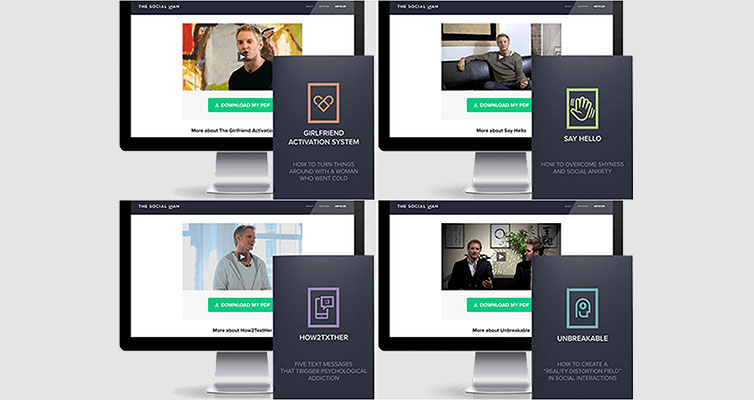 THE SOCIAL MAN
DOWNLOAD MY PDF
More about The Girlfriend Activation
GIRLFRIEND
ACTIVATION SYSTEM
HOW TO TURN THINGS
AROUND WITH A WOMAN
WHO WENT COLD
THE SOCIAL MAN
DOWNLOAD MY PDF
More about Say Hello
SAY HELLO
HOW TO OVERCOME SHYNESS
AND SOCIAL ANXIETY
THE SOCIAL MAN
DOWNLOAD MY PDF
More about How2TextHer
HOW2TXTHER
FIVE TEXT MESSAGES
THAT TRIGGER PSYCHOLOGICAL
ADDICTION
THE SOCIAL MAN
DOWNLOAD MY PDF
More about Unbreakable
UNBREAKABLE
HOW TO CREATE A
"REALITY DISTORTION FIELD"
IN SOCIAL INTERACTIONS